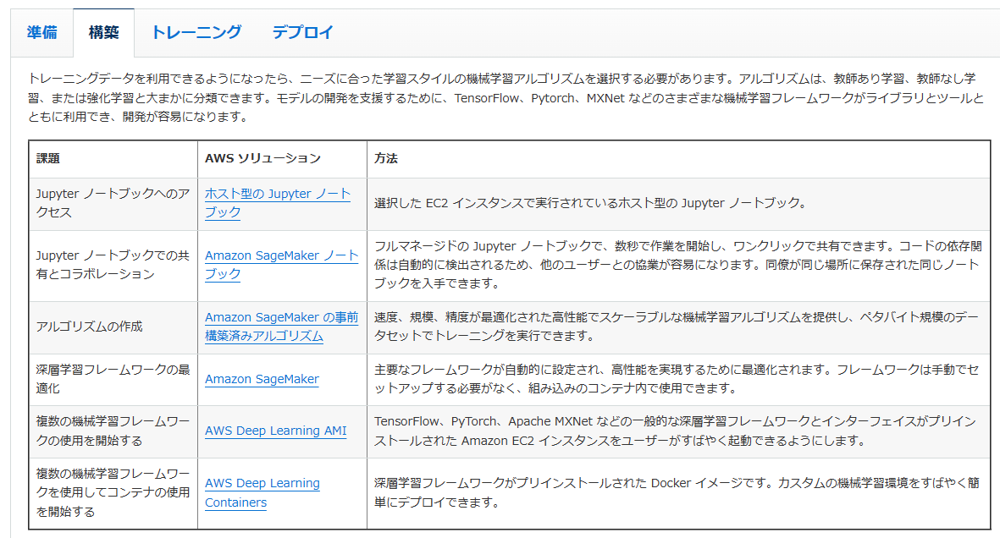 準備 構築 トレーニング デプロイ
トレーニングデータを利用できるようになったら、ニーズに合った学習スタイルの機械学習アルゴリズムを選択する必要があります。アルゴリズムは、教師あり学習、教師なし学
習、または強化学習と大まかに分類できます。モデルの開発を支援するために、TensorFlow、Pytorch、MXNet などのさまざまな機械学習フレームワークがライブラリとツールと
ともに利用でき、開発が容易になります。
課題 AWS ソリューション 方法
Jupyter ノートブックへのア
クセス
ホスト型の Jupyter ノート
ブック
選択した EC2 インスタンスで実行されているホスト型の Jupyter ノートブック。
Jupyter ノートブックでの共
有とコラボレーション
Amazon SageMaker ノート
ブック
フルマネージドの Jupyter ノートブックで、数秒で作業を開始し、ワンクリックで共有できます。コードの依存関
係は自動的に検出されるため、他のユーザーとの協業が容易になります。同僚が同じ場所に保存された同じノート
ブックを入手できます。
アルゴリズムの作成
Amazon SageMaker の事前
構築済みアルゴリズム
速度、規模、精度が最適化された高性能でスケーラブルな機械学習アルゴリズムを提供し、ペタバイト規模のデー
タセットでトレーニングを実行できます。
深層学習フレームワークの最
適化
Amazon SageMaker
主要なフレームワークが自動的に設定され、高性能を実現するために最適化されます。フレームワークは手動でセ
ットアップする必要がなく、組み込みのコンテナ内で使用できます。
複数の機械学習フレームワー
クの使用を開始する
AWS Deep Learning AMI
TensorFlow、PyTorch、Apache MXNet などの一般的な深層学習フレームワークとインターフェイスがプリイン
ストールされた Amazon EC2 インスタンスをユーザーがすばやく起動できるようにします。
複数の機械学習フレームワー
クを使用してコンテナの使用
を開始する
AWS Deep Learning
Containers
深層学習フレームワークがプリインストールされた Docker イメージです。カスタムの機械学習環境をすばやく簡
単にデプロイできます。